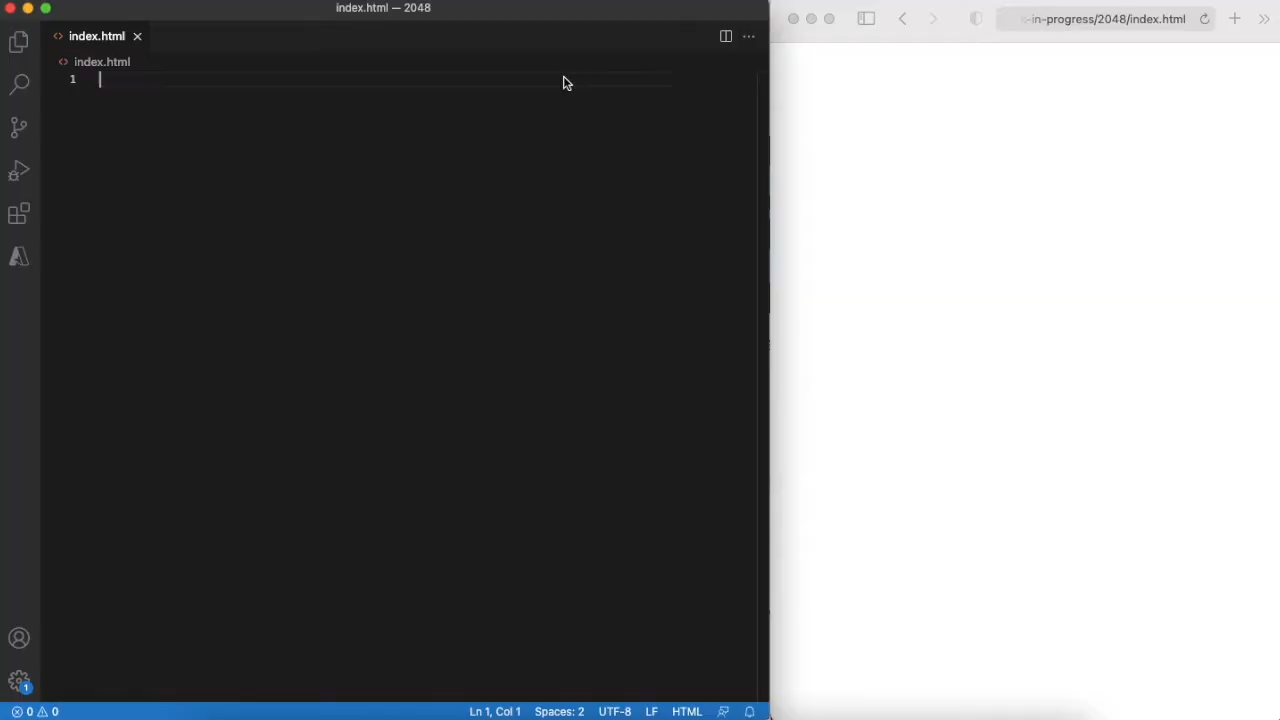 index.html — 2048
-in-progress/2048/index.html
index.html
index.html
1
1
0 0
Ln 1, Col 1 Spaces: 2 UTF-8 LF HTML